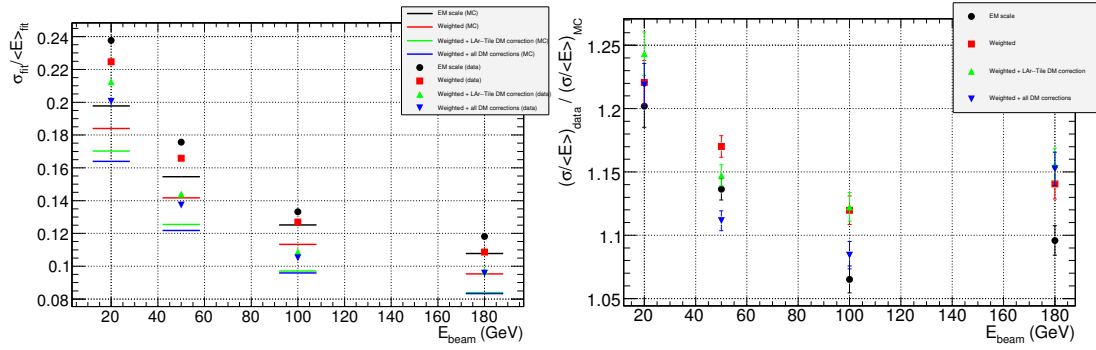 σfit/<E>fit
0.24
0.22
0.2
0.18
0.16
0.14
0.12
0.1
0.08
20 40 60 80 100 120 140 160 180
Ebeam (GeV)
EM scale (MC)
Weighted (MC)
Weighted + LAr--Tile DM correction (MC)
Weighted + all DM corrections (MC)
EM scale (data)
Weighted (data)
Weighted + LAr--Tile DM correction (data)
Weighted + all DM corrections (data)
(σ/<E>)data / (σ/<E>)MC
1.25
1.2
1.15
1.1
1.05
20 40 60 80 100 120 140 160 180
Ebeam (GeV)
EM scale
Weighted
Weighted + LAr--Tile DM correction
Weighted + all DM corrections